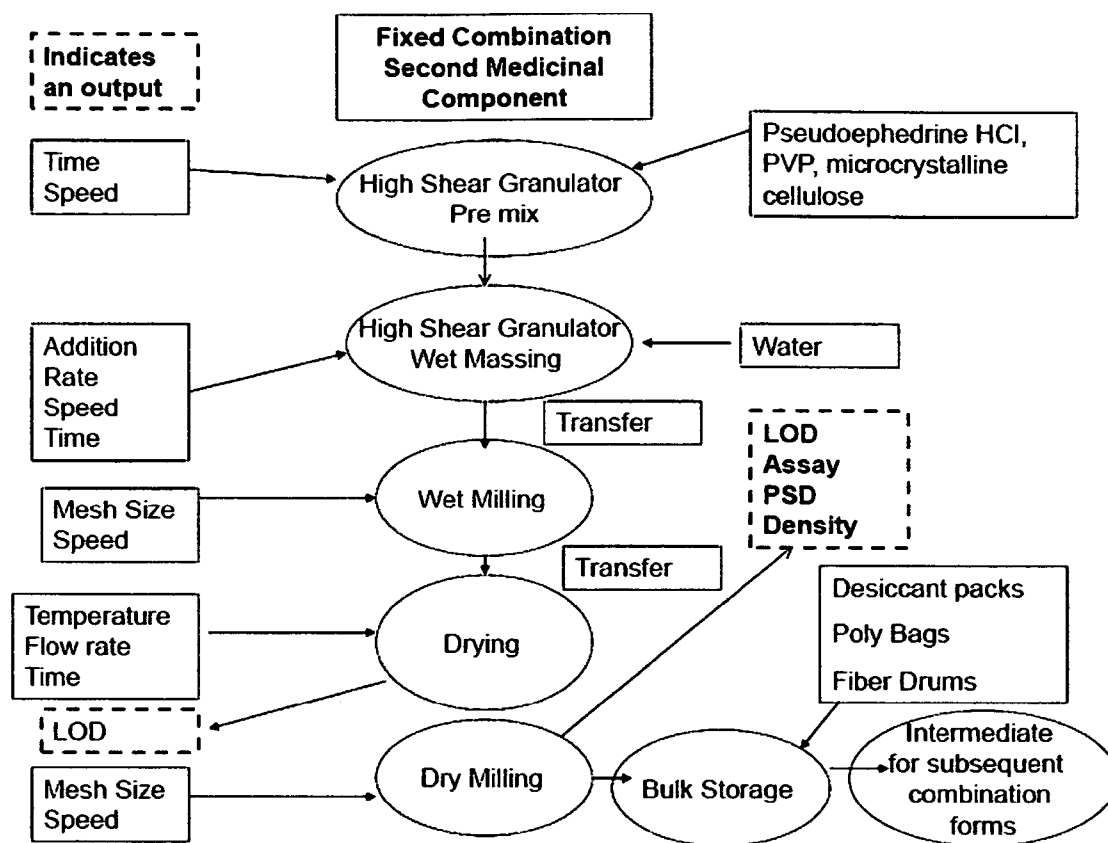 Indicates
an output
Fixed Combination
Second Medicinal
Component
Time
Speed
High Shear Granulator
Pre mix
Pseudoephedrine HCl,
PVP, microcrystalline
cellulose
Addition
Rate
Speed
Time
High Shear Granulator
Wet Massing
Water
Transfer
LOD
Assay
PSD
Density
Mesh Size
Speed
Wet Milling
Transfer
Temperature
Flow rate
Time
Drying
Desiccant packs
Poly Bags
Fiber Drums
LOD
Mesh Size
Speed
Dry Milling
Bulk Storage
Intermediate
for subsequent
combination
forms